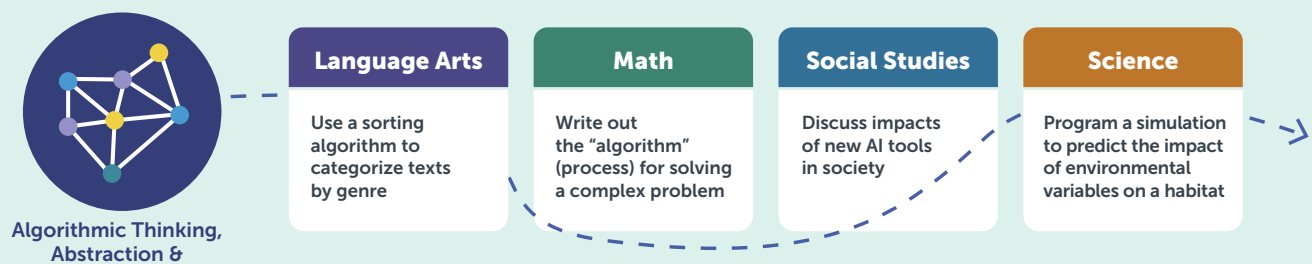 Algorithmic Thinking,
Abstraction &
Language Arts
Use a sorting
algorithm to
categorize texts
by genre
Math
Write out
the “algorithm”
(process) for solving
a complex problem
Social Studies
Discuss impacts
of new AI tools
in society
Science
Program a simulation
to predict the impact
of environmental
variables on a habitat